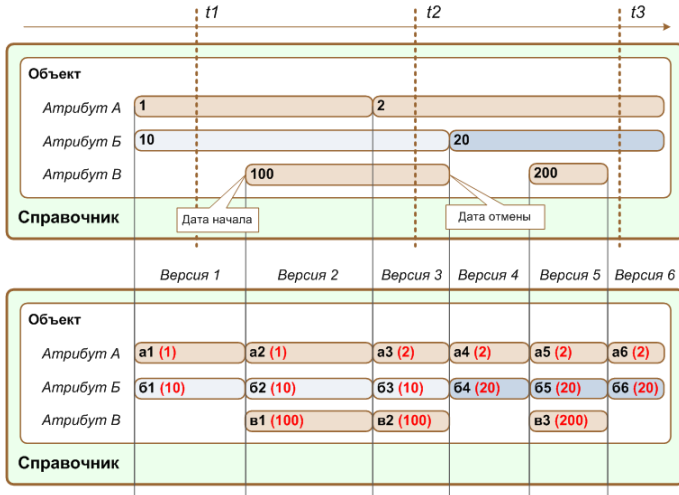 t1 t2 t3
Объект
Атрибут А 1 2
Атрибут Б 10 20
Атрибут В 100 200
Дата начала Дата отмены
Справочник
Версия 1 Версия 2 Версия 3 Версия 4 Версия 5 Версия 6
Объект
Атрибут А а1 (1) а2 (1) а3 (2) а4 (2) а5 (2) а6 (2)
Атрибут Б б1 (10) б2 (10) б3 (10) б4 (20) б5 (20) б6 (20)
Атрибут В в1 (100) в2 (100) в3 (200)
Справочник